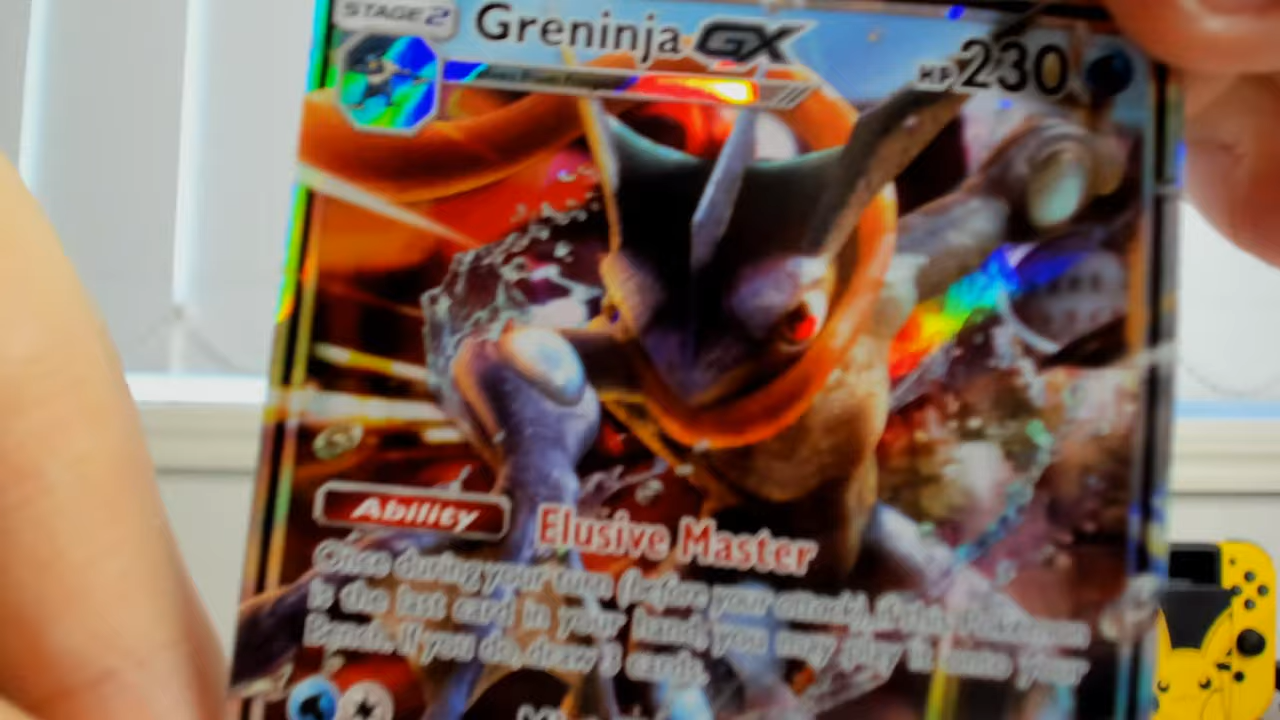 STAGE 2
Greninja GX
HP 230
Ability Elusive Master
Once during your turn (before your attack), if this Pokémon
is the last card in your hand, you may play it onto your
Bench. If you do, draw 3 cards.